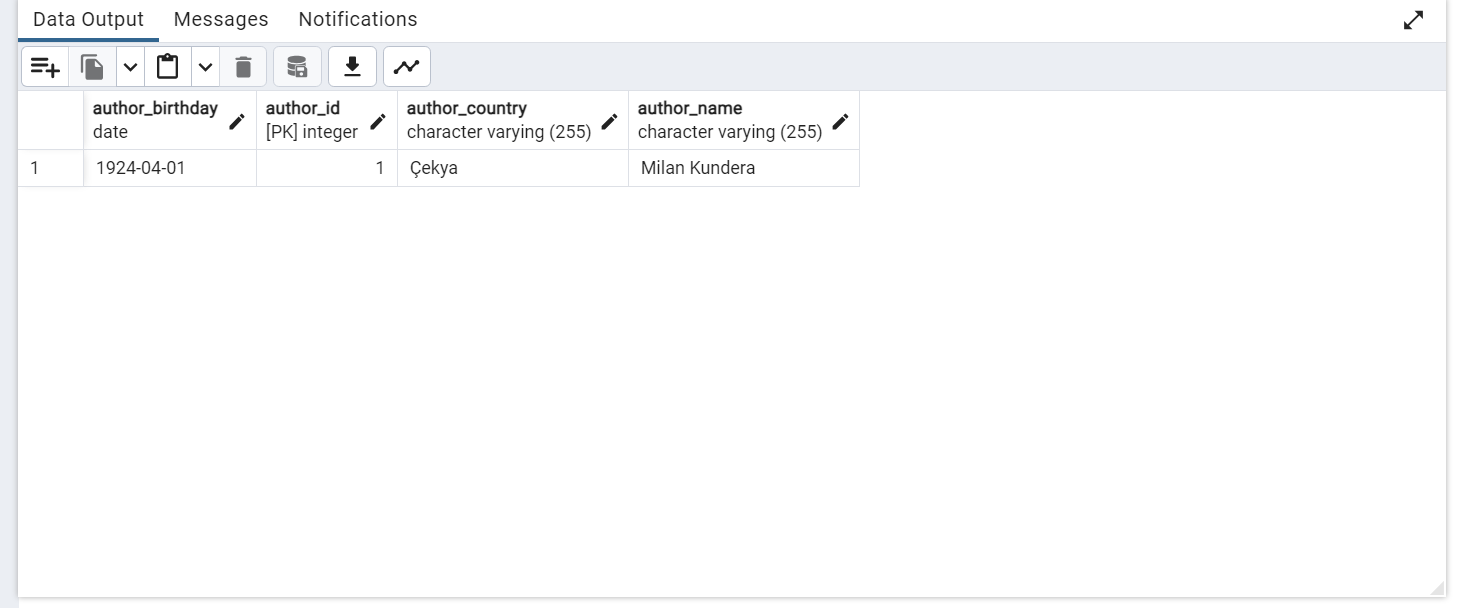 Data Output Messages Notifications
author_birthday author_id author_country author_name
date [PK] integer character varying (255) character varying (255)
1 1924-04-01 1 Çekya Milan Kundera